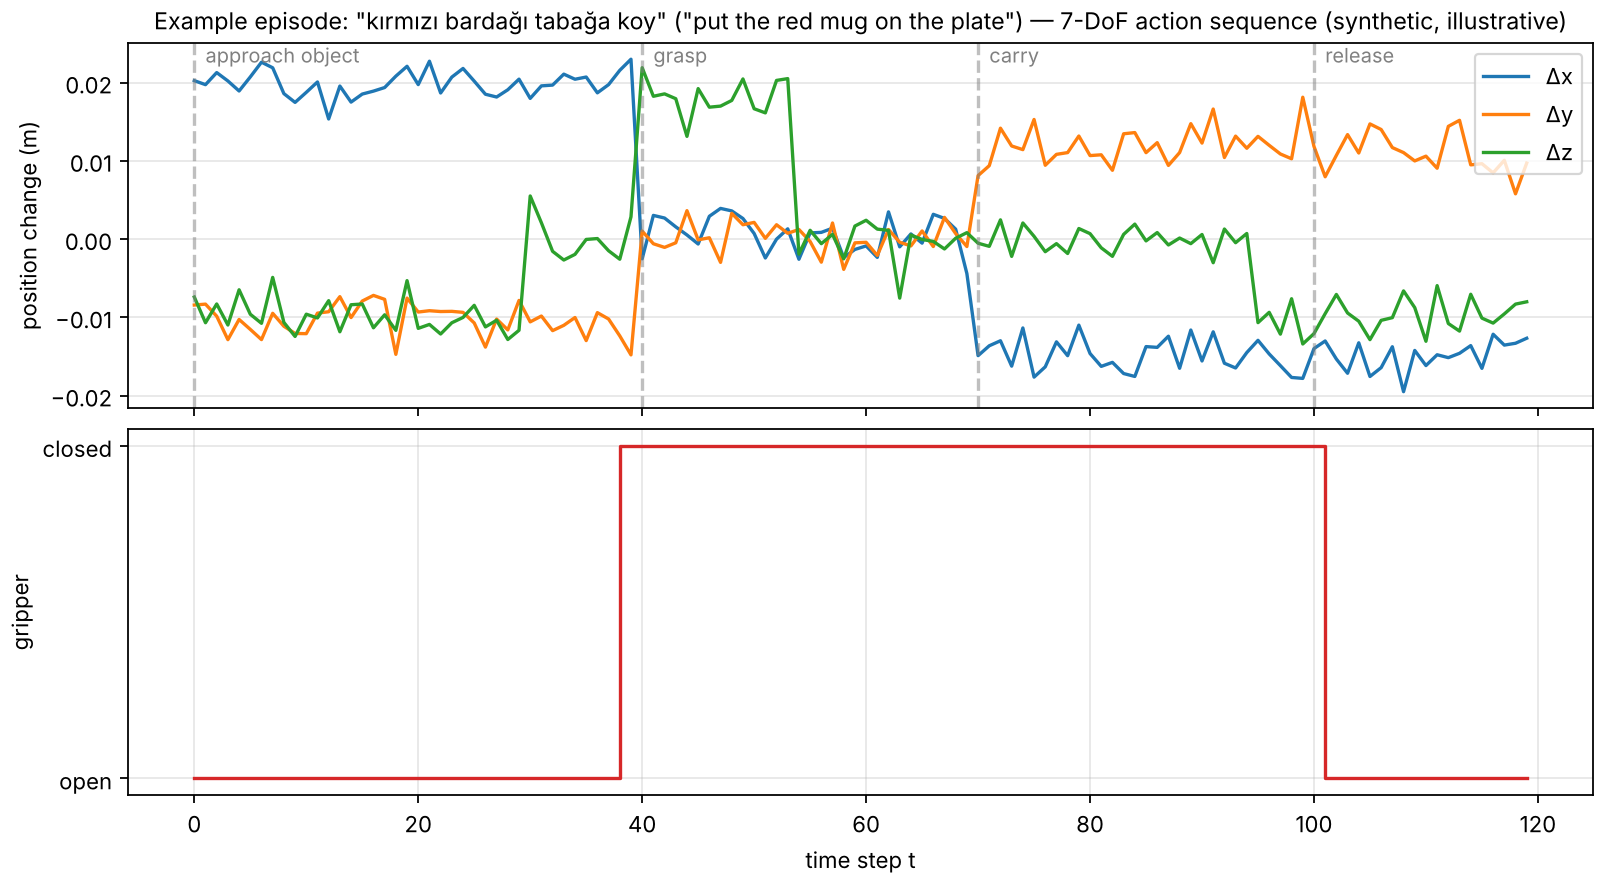 Example episode: "kırmızı bardağı tabağa koy" ("put the red mug on the plate") — 7-DoF action sequence (synthetic, illustrative)
approach object
grasp
carry
release
Δx
Δy
Δz
position change (m)
0.02
0.01
0.00
−0.01
−0.02
gripper
closed
open
0 20 40 60 80 100 120
time step t